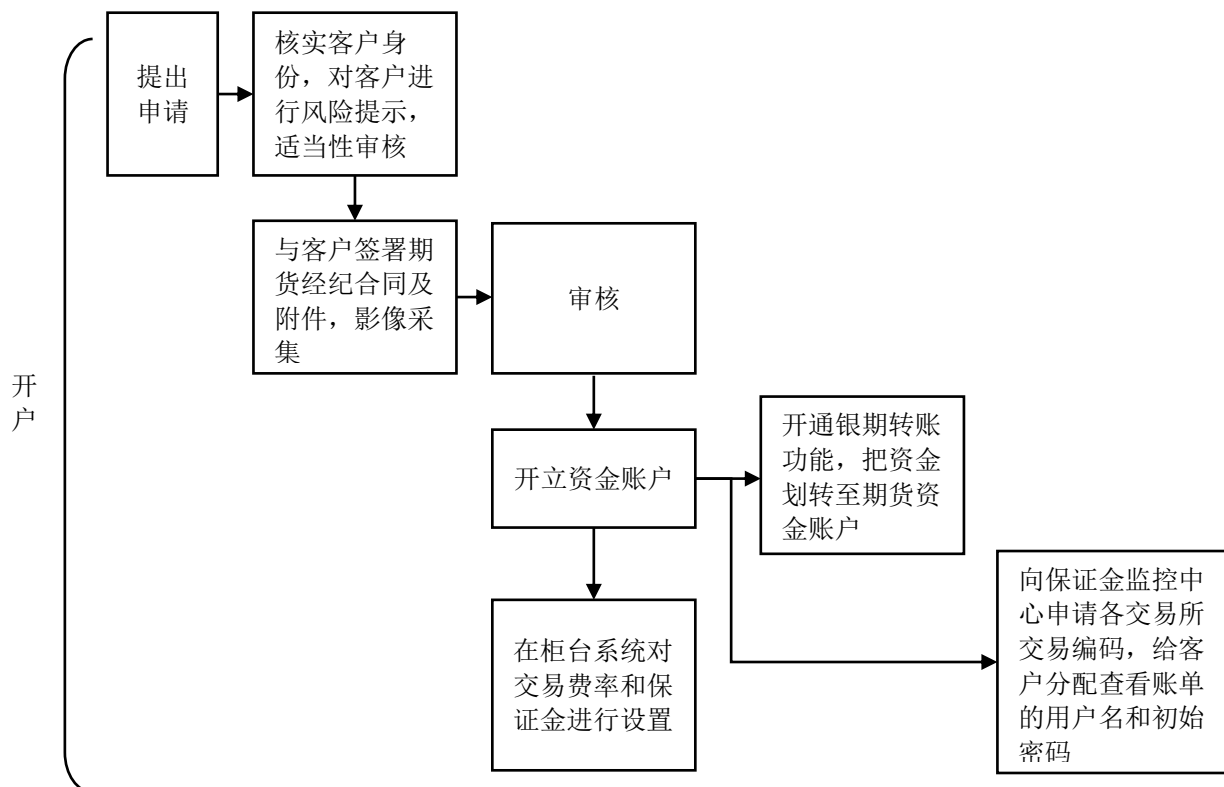 提出
申请
核实客户身
份，对客户进
行风险提示，
适当性审核
与客户签署期
货经纪合同及
附件，影像采
集
审核
开
户
开立资金账户
开通银期转账
功能，把资金
划转至期货资
金账户
在柜台系统对
交易费率和保
证金进行设置
向保证金监控中
心申请各交易所
交易编码，给客
户分配查看账单
的用户名和初始
密码